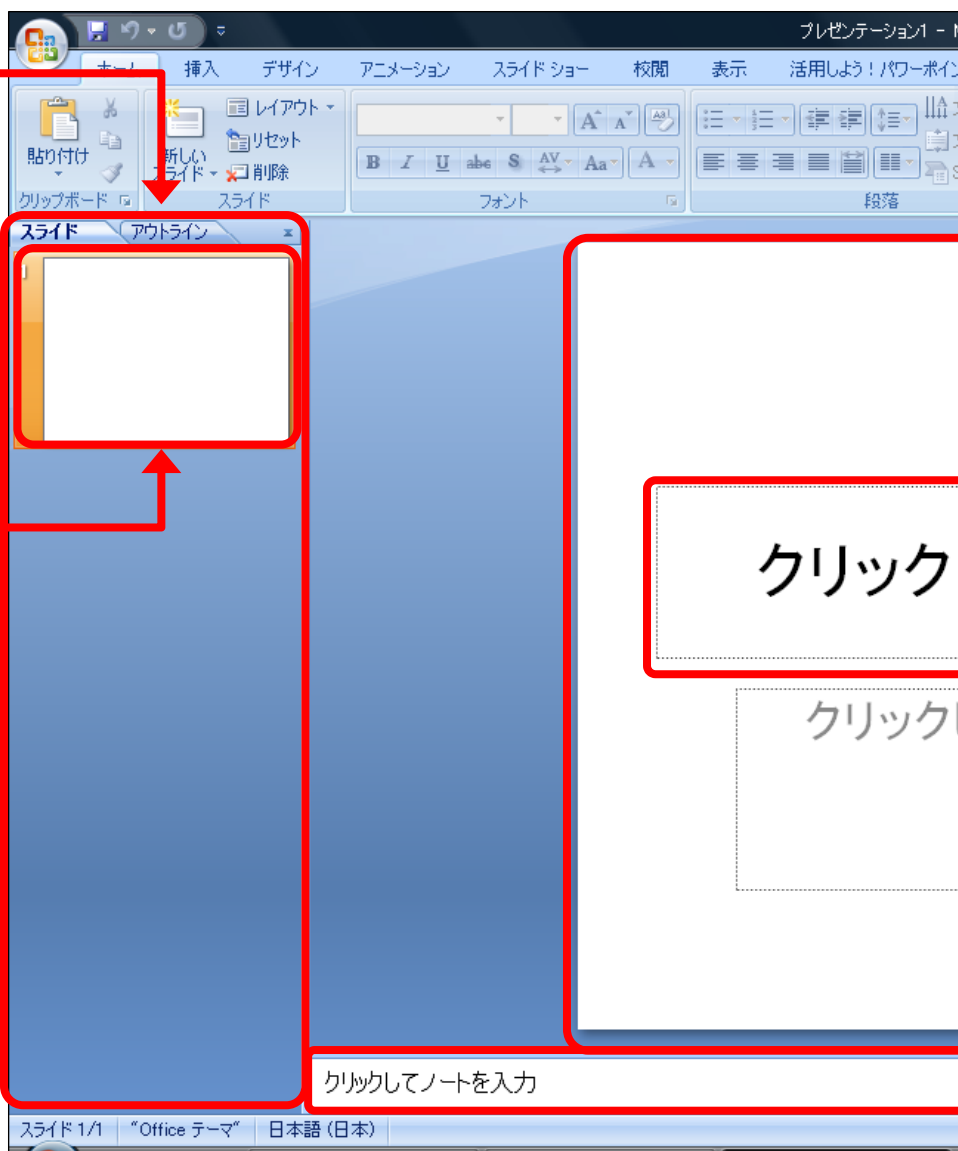 プレゼンテーション1 -
ホーム 挿入 デザイン アニメーション スライド ショー 校閲 表示 活用しよう！パワーポイン
貼り付け
新しい
スライド
レイアウト
リセット
削除
B I U abc S AV Aa A
クリップボード スライド フォント 段落
スライド アウトライン x
クリック
クリック
クリックしてノートを入力
スライド 1/1 "Office テーマ" 日本語 (日本)